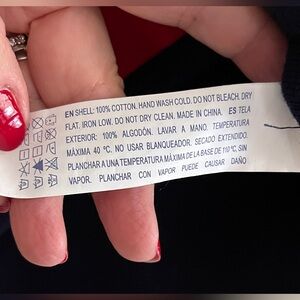 EN SHELL: 100% COTTON. HAND WASH COLD. DO NOT BLEACH. DRY
FLAT. IRON LOW. DO NOT DRY CLEAN. MADE IN CHINA. ES TELA
EXTERIOR: 100% ALGODÓN. LAVAR A MANO. TEMPERATURA
MÁXIMA 40 °C. NO USAR BLANQUEADOR. SECADO EXTENDIDO.
PLANCHAR A UNA TEMPERATURA MÁXIMA DE LA BASE DE 110 °C, SIN
VAPOR. PLANCHAR CON VAPOR PUEDE CAUSAR DAÑO